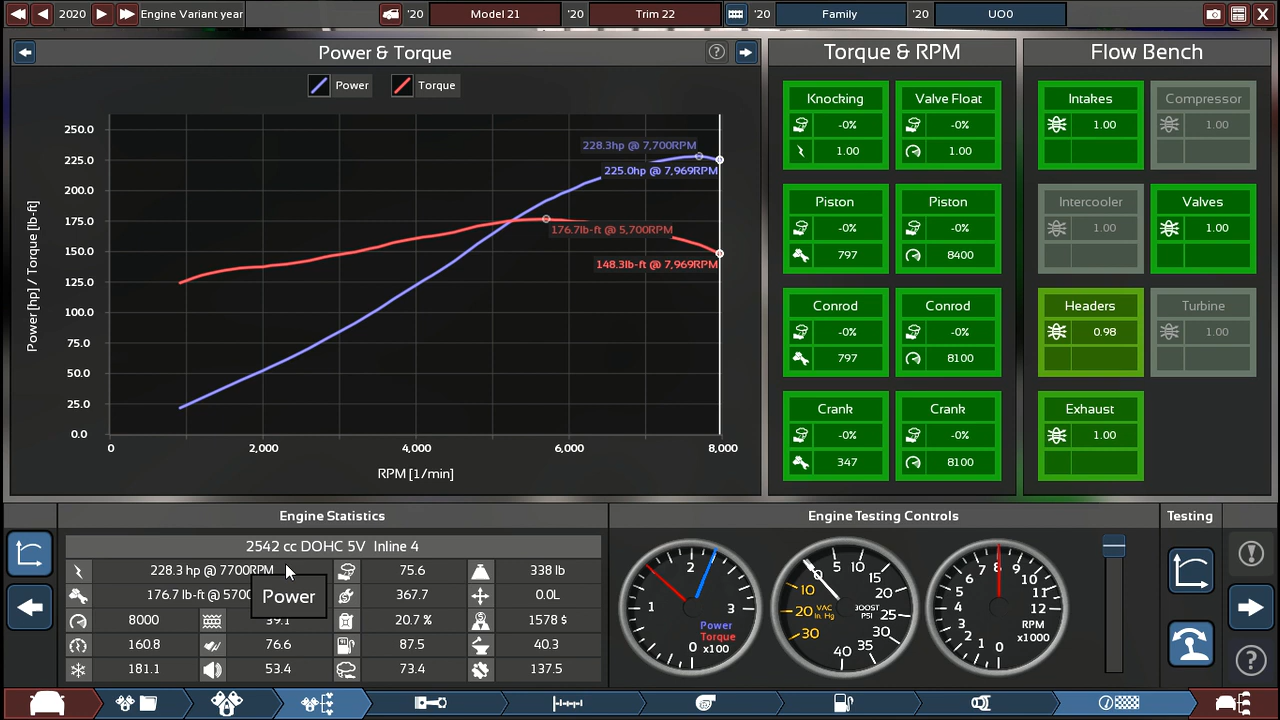 2020 Engine Variant year '20 Model 21 '20 Trim 22 '20 Family '20 UO0
Power & Torque
?
Power Torque
250.0
225.0
200.0
175.0
150.0
125.0
100.0
75.0
50.0
25.0
0.0
Power [hp] / Torque [lb-ft]
228.3hp @ 7,700RPM
225.0hp @ 7,969RPM
176.7lb-ft @ 5,700RPM
148.3lb-ft @ 7,969RPM
0 2,000 4,000 6,000 8,000
RPM [1/min]
Torque & RPM
Knocking
-0%
1.00
Valve Float
-0%
1.00
Piston
-0%
797
Piston
-0%
8400
Conrod
-0%
797
Conrod
-0%
8100
Crank
-0%
347
Crank
-0%
8100
Flow Bench
Intakes
1.00
Compressor
1.00
Intercooler
1.00
Valves
1.00
Headers
0.98
Turbine
1.00
Exhaust
1.00
Engine Statistics
2542 cc DOHC 5V Inline 4
228.3 hp @ 7700RPM 75.6 338 lb
176.7 lb-ft @ 5700 367.7 0.0L
8000 39.1 20.7 % 1578 $
160.8 76.6 87.5 40.3
181.1 53.4 73.4 137.5
Power
Engine Testing Controls
0 1 2 3
Power
Torque
x100
30 20 10 0 5 10 15 20 25 30 35 40
VAC
in. Hg
BOOST
PSI
0 1 2 3 4 5 6 7 8 9 10 11 12
RPM
x1000
Testing
?